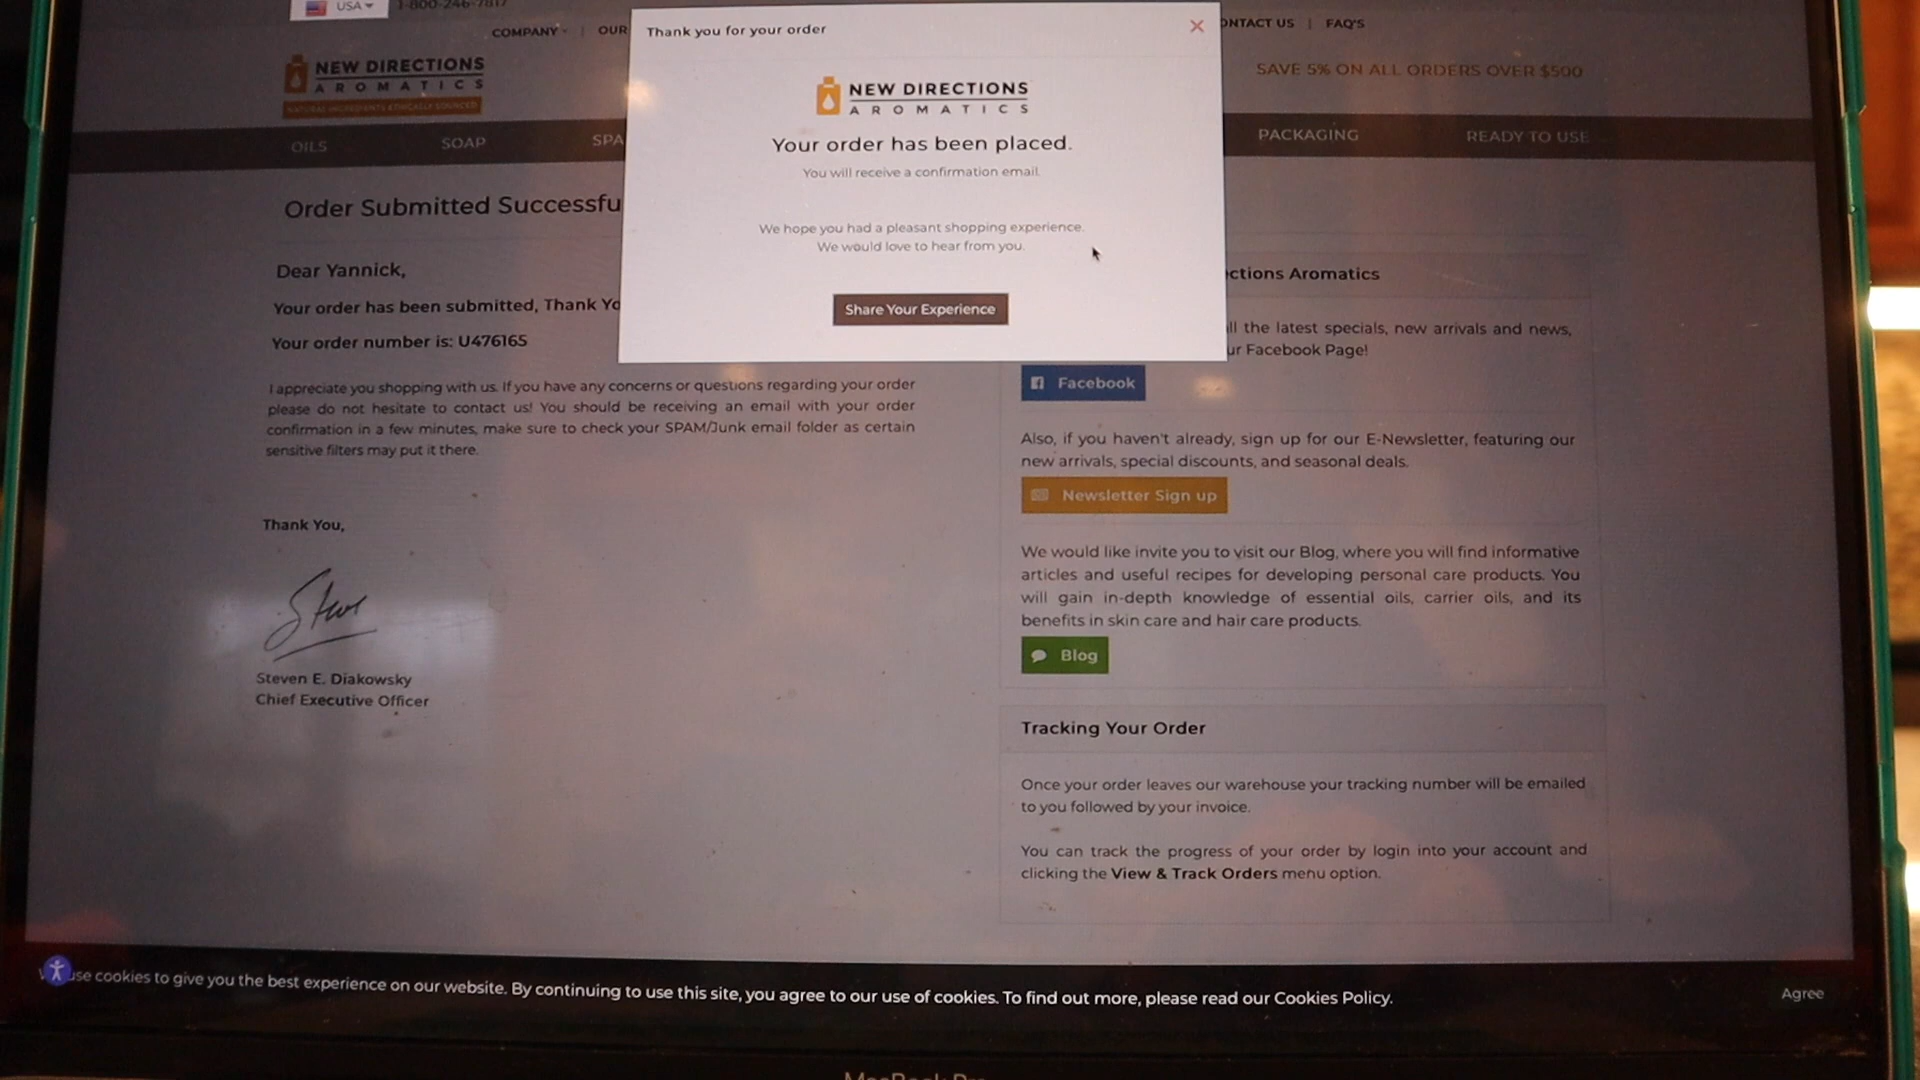 USA
1-800-246-7817
COMPANY | OUR
ONTACT US | FAQ'S
NEW DIRECTIONS
AROMATICS
NATURAL INGREDIENTS ETHICALLY SOURCED
SAVE 5% ON ALL ORDERS OVER $500
OILS SOAP SPA PACKAGING READY TO USE
Thank you for your order
NEW DIRECTIONS
AROMATICS
Your order has been placed.
You will receive a confirmation email.
We hope you had a pleasant shopping experience.
We would love to hear from you.
Share Your Experience
Order Submitted Successfu
Dear Yannick,
Your order has been submitted, Thank Yo
Your order number is: U476165
I appreciate you shopping with us. If you have any concerns or questions regarding your order
please do not hesitate to contact us! You should be receiving an email with your order
confirmation in a few minutes, make sure to check your SPAM/Junk email folder as certain
sensitive filters may put it there.
Thank You,
Steve
Steven E. Diakowsky
Chief Executive Officer
ctions Aromatics
ll the latest specials, new arrivals and news,
ur Facebook Page!
Facebook
Also, if you haven't already, sign up for our E-Newsletter, featuring our
new arrivals, special discounts, and seasonal deals.
Newsletter Sign up
We would like invite you to visit our Blog, where you will find informative
articles and useful recipes for developing personal care products. You
will gain in-depth knowledge of essential oils, carrier oils, and its
benefits in skin care and hair care products.
Blog
Tracking Your Order
Once your order leaves our warehouse your tracking number will be emailed
to you followed by your invoice.
You can track the progress of your order by login into your account and
clicking the View & Track Orders menu option.
use cookies to give you the best experience on our website. By continuing to use this site, you agree to our use of cookies. To find out more, please read our Cookies Policy.
Agree
MacBook Pro